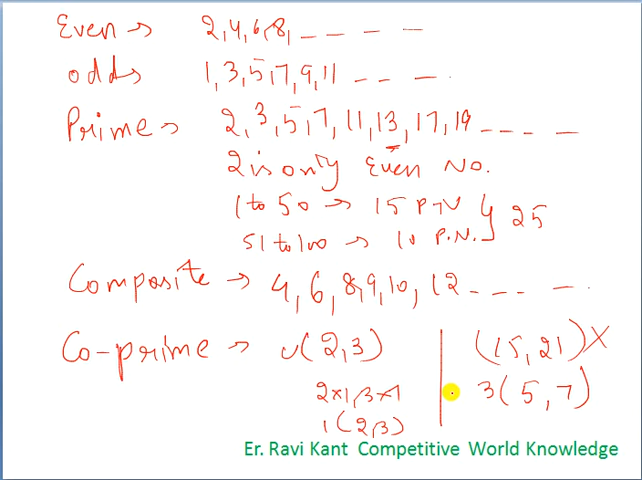 Even → 2,4,6,8, _ _ _ _
odds 1,3,5,7,9,11 _ _ _
Prime → 2,3,5,7,11,13,17,19 _ _ _
2 is only Even No.
1 to 50 → 15 P.N
51 to 100 → 10 P.N. } 25
Composite → 4,6,8,9,10,12 _ _ _
Co-prime → ✓(2,3) (15,21)×
2×1,3×1 3(5,7)
1(2,3)
Er. Ravi Kant Competitive World Knowledge